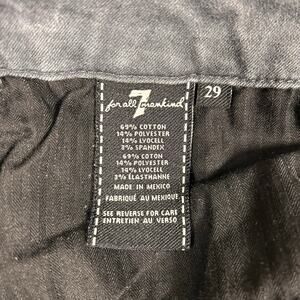 7
for all mankind
29
69% COTTON
14% POLYESTER
14% LYOCELL
3% SPANDEX
69% COTON
14% POLYESTER
14% LYOCELL
3% ELASTHANNE
MADE IN MEXICO
FABRIQUÉ AU MEXIQUE
SEE REVERSE FOR CARE
ENTRETIEN AU VERSO